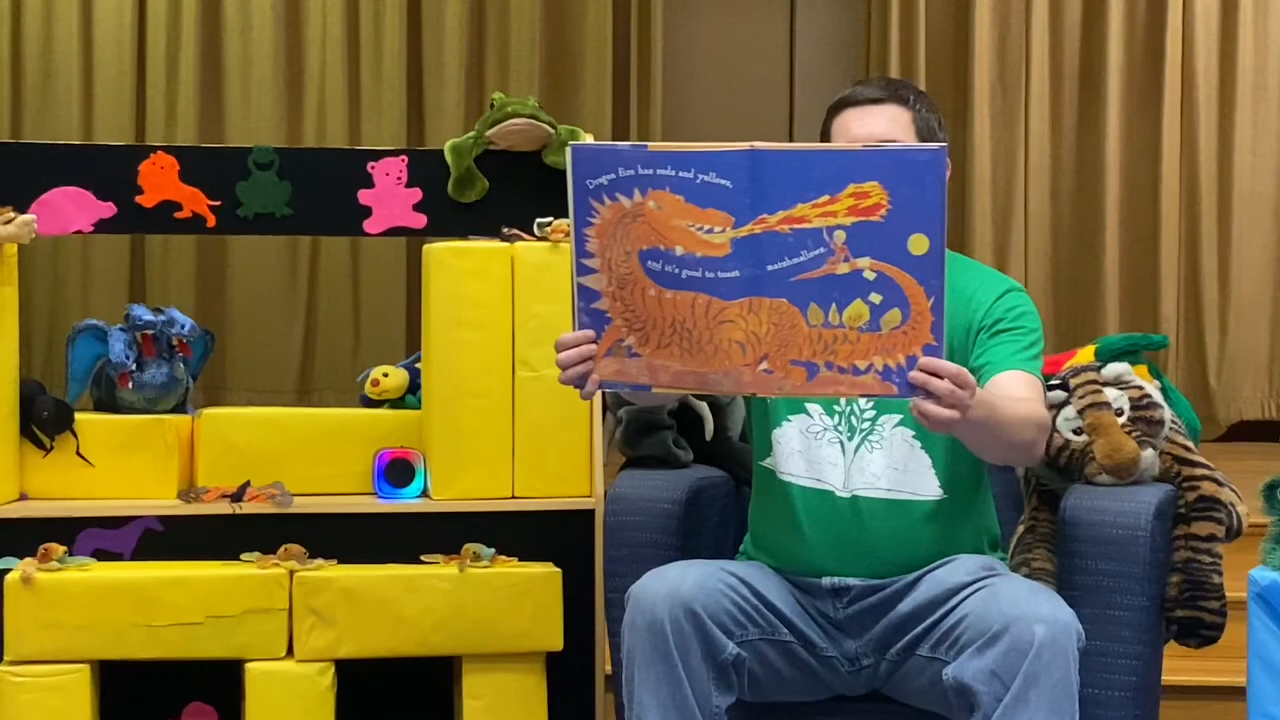 Dragon fire has reds and yellows,
and it's good to toast
marshmallows.